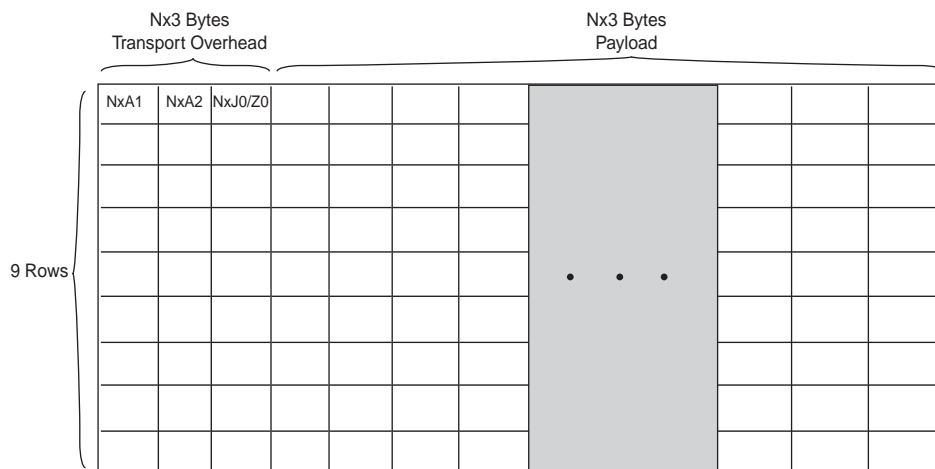 Nx3 Bytes
Transport Overhead
Nx3 Bytes
Payload
NxA1 NxA2 NxJ0/Z0
9 Rows